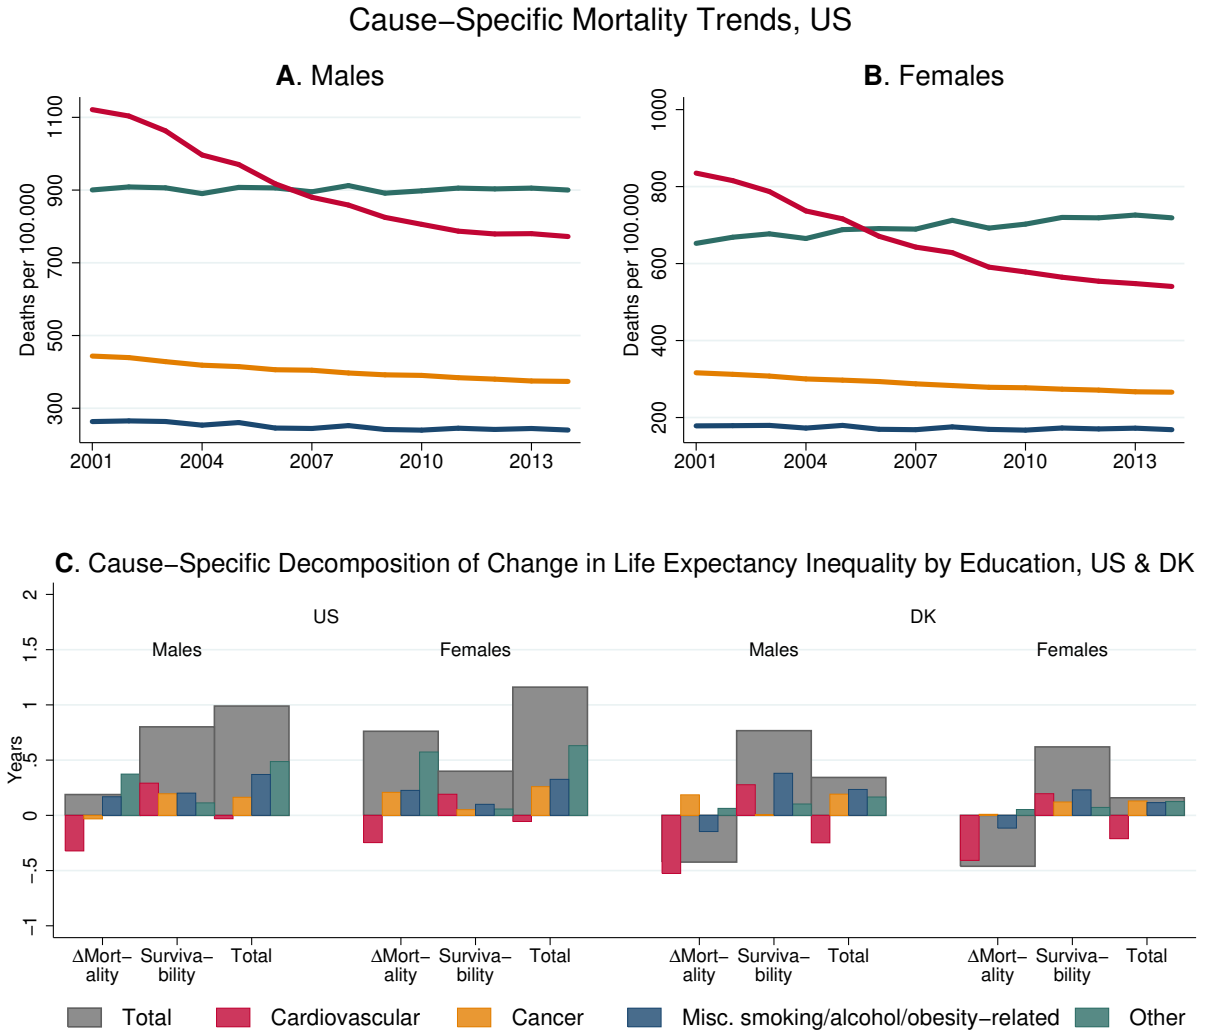 Cause−Specific Mortality Trends, US
A. Males
B. Females
Deaths per 100.000
1100
900
700
500
300
2001 2004 2007 2010 2013
Deaths per 100.000
1000
800
600
400
200
2001 2004 2007 2010 2013
C. Cause−Specific Decomposition of Change in Life Expectancy Inequality by Education, US & DK
Years
2
1.5
1
.5
0
−.5
−1
US
DK
Males
Females
Males
Females
ΔMort−
ality
Surviva−
bility
Total
ΔMort−
ality
Surviva−
bility
Total
ΔMort−
ality
Surviva−
bility
Total
ΔMort−
ality
Surviva−
bility
Total
Total
Cardiovascular
Cancer
Misc. smoking/alcohol/obesity−related
Other